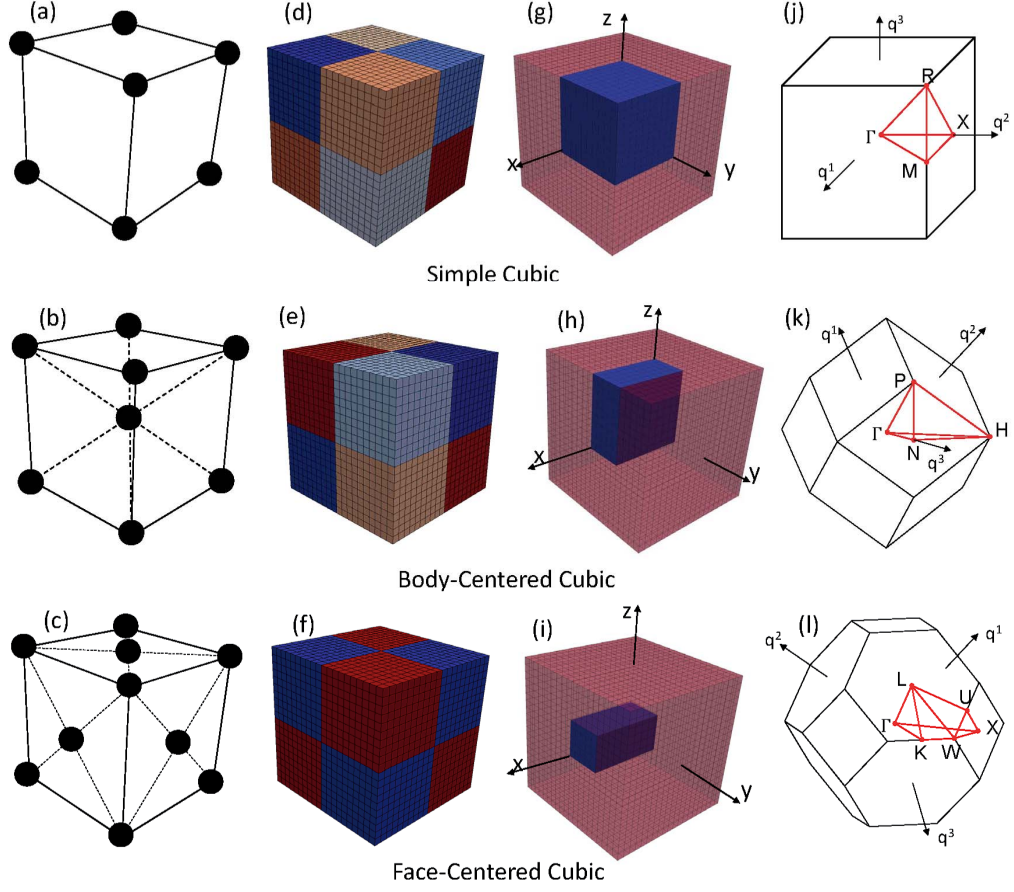 (a) (d) (g) (j)
z
x
y
q³
R
Γ
X
q²
q¹
M
Simple Cubic
(b) (e) (h) (k)
z
x
y
q¹
q²
P
Γ
H
N
q³
Body-Centered Cubic
(c) (f) (i) (l)
z
x
y
q²
q¹
L
U
Γ
X
K
W
q³
Face-Centered Cubic